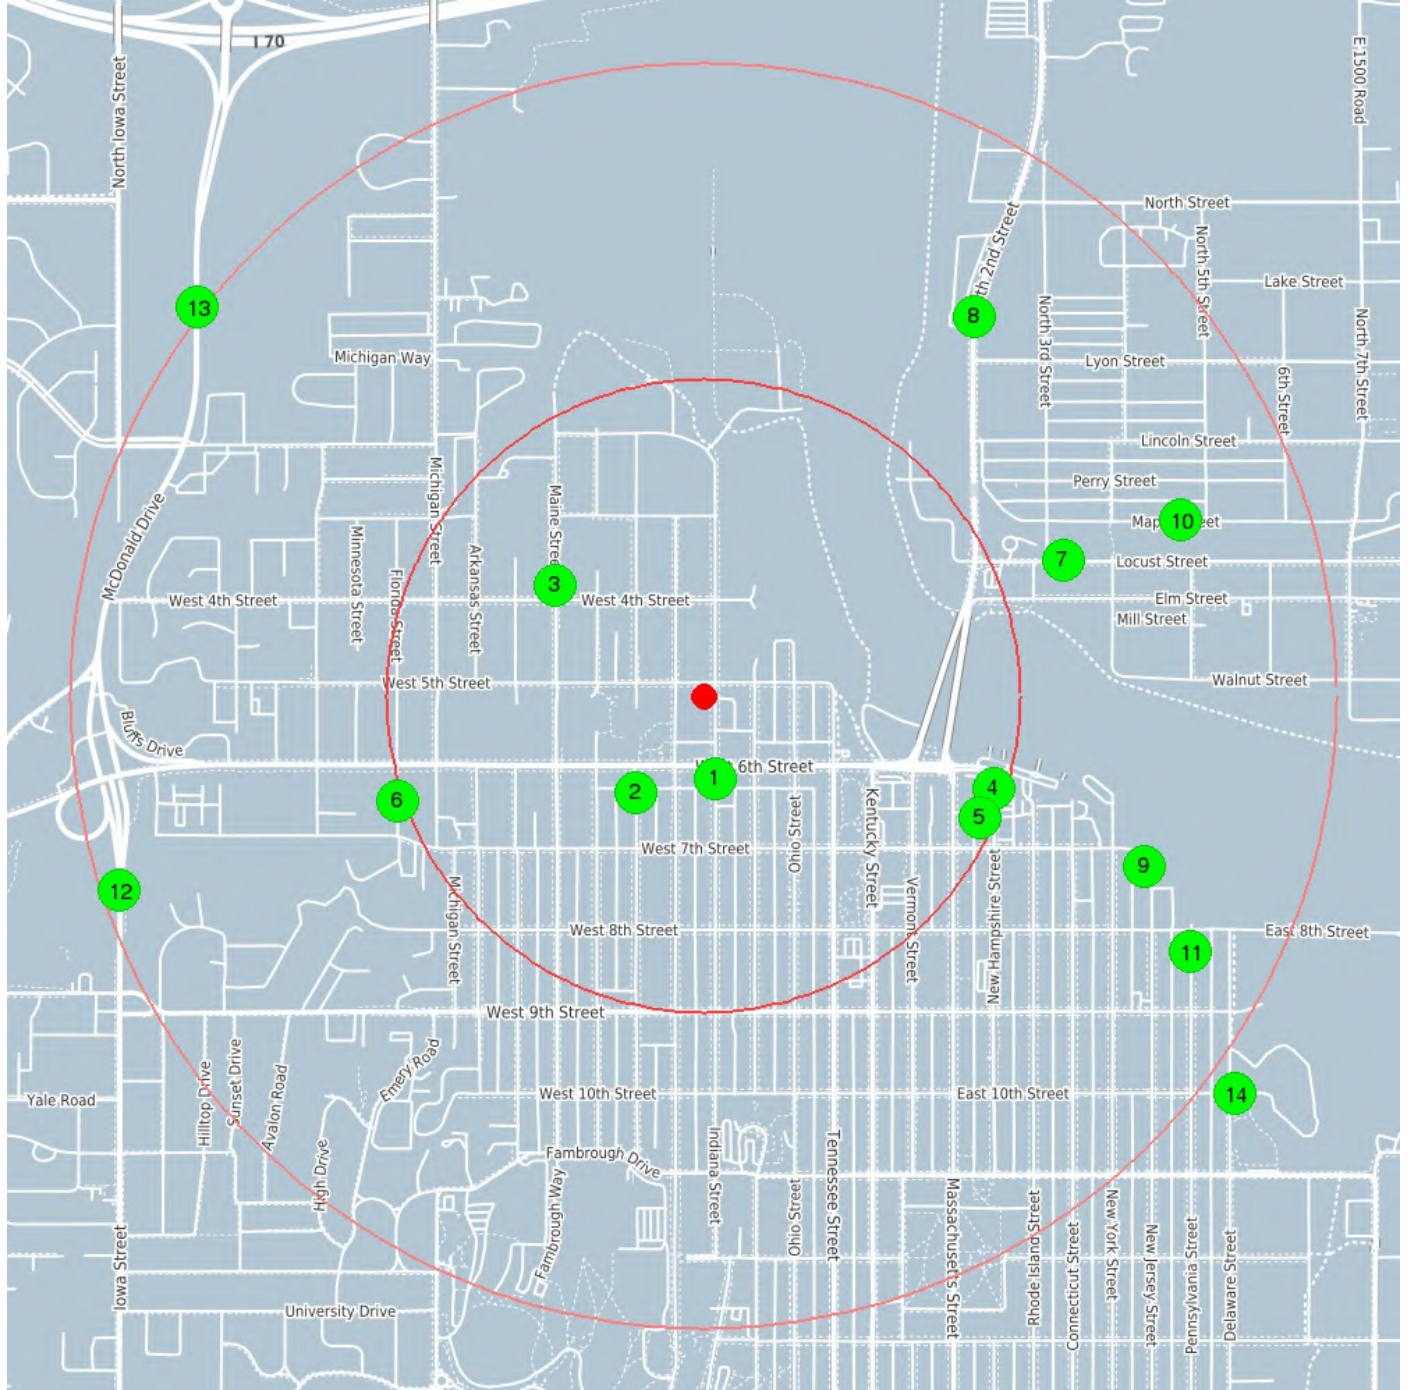 I 70
North Iowa Street
E 1500 Road
North Street
th 2nd Street
North 5th Street
Lake Street
13
8
North 3rd Street
North 7th Street
Michigan Way
Lyon Street
6th Street
Lincoln Street
Michigan Street
Maine Stree
Perry Street
McDonald Drive
10
Map eet
Minnesota Street
Arkansas Street
7
Locust Street
Florida Street
3
West 4th Street
West 4th Street
Elm Street
Mill Street
West 5th Street
Walnut Street
Bluffs Drive
W 6th Street
1
2
4
6
5
Ohio Street
Kentucky Street
West 7th Street
9
New Hampshire Street
12
Michigan Street
Vermont Street
West 8th Street
East 8th Street
11
West 9th Street
Hilltop Drive
Sunset Drive
Avalon Road
Emery Road
Yale Road
West 10th Street
East 10th Street
14
High Drive
Fambrough Drive
Fambrough Way
Indiana Street
Ohio Street
Tennessee Street
Massachusetts Street
Rhode Island Street
Connecticut Street
New York Street
New Jersey Street
Pennsylvania Street
Delaware Street
Iowa Street
University Drive